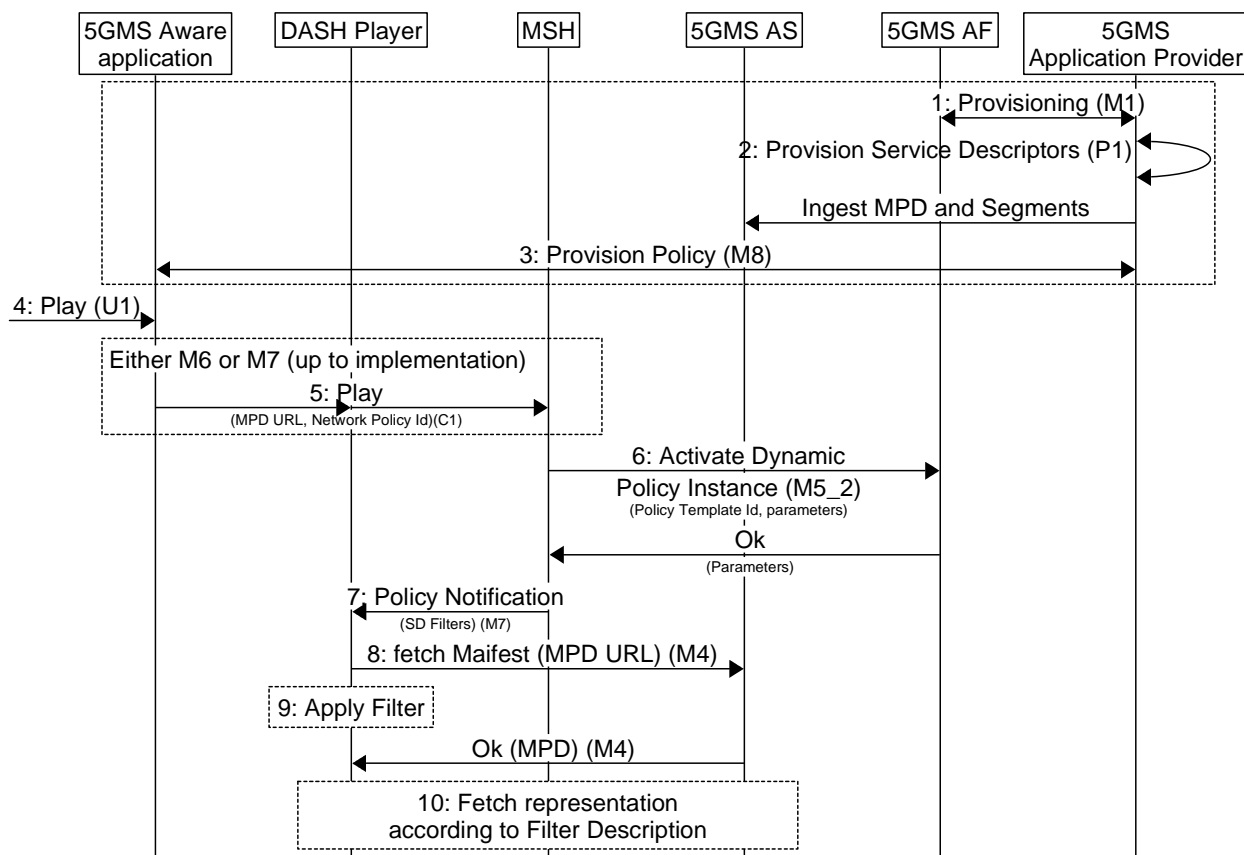 5GMS Aware
application
DASH Player
MSH
5GMS AS
5GMS AF
5GMS
Application Provider
1: Provisioning (M1)
2: Provision Service Descriptors (P1)
Ingest MPD and Segments
3: Provision Policy (M8)
4: Play (U1)
Either M6 or M7 (up to implementation)
5: Play
(MPD URL, Network Policy Id)(C1)
6: Activate Dynamic
Policy Instance (M5_2)
(Policy Template Id, parameters)
Ok
(Parameters)
7: Policy Notification
(SD Filters) (M7)
8: fetch Maifest (MPD URL) (M4)
9: Apply Filter
Ok (MPD) (M4)
10: Fetch representation
according to Filter Description